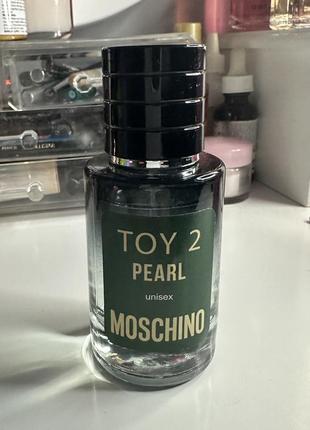 TOY 2
PEARL
unisex
MOSCHINO